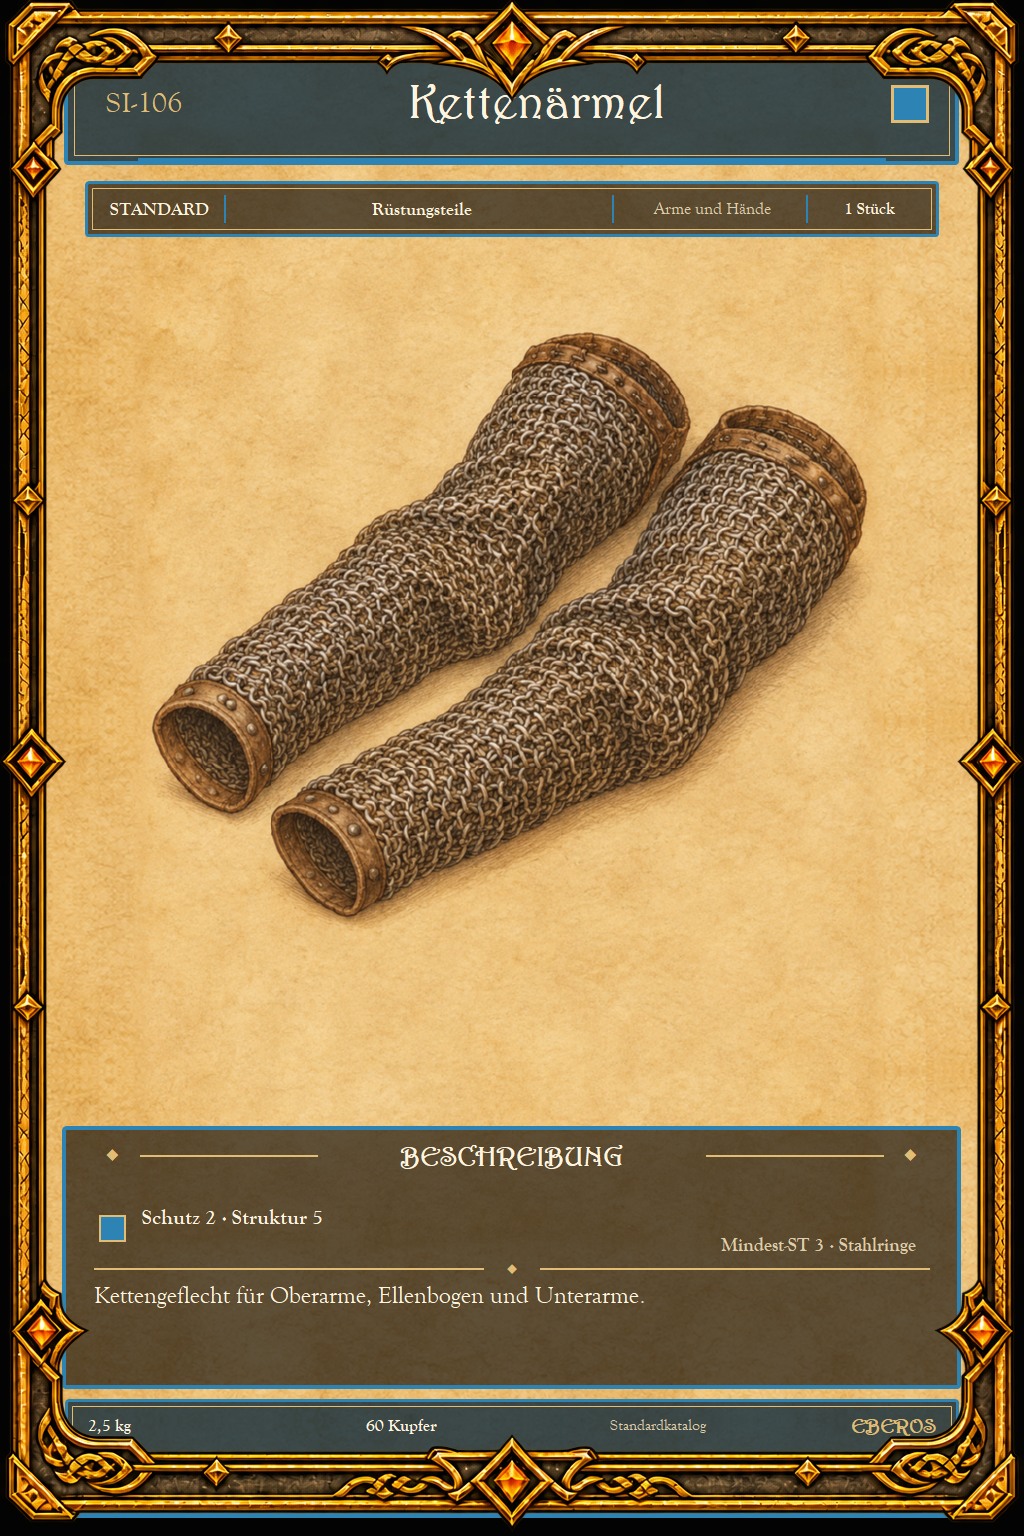 SI-106 Kettenärmel
STANDARD Rüstungsteile Arme und Hände 1 Stück
BESCHREIBUNG
Schutz 2 · Struktur 5
Mindest-ST 3 · Stahlringe
Kettengeflecht für Oberarme, Ellenbogen und Unterarme.
2,5 kg 60 Kupfer Standardkatalog EBEROS